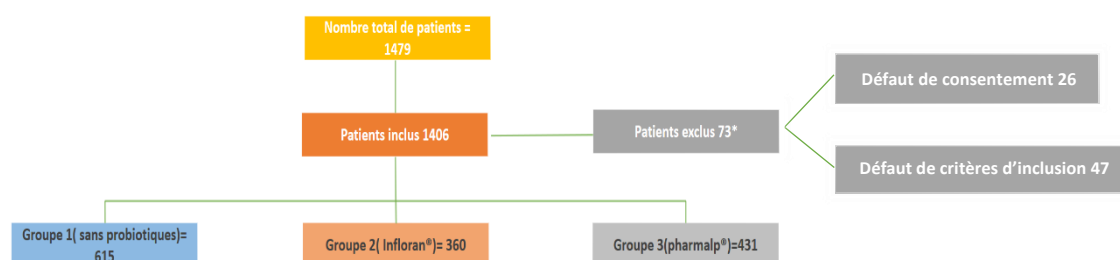 Nombre total de patients =
1479
Défaut de consentement 26
Patients inclus 1406
Patients exclus 73*
Défaut de critères d'inclusion 47
Groupe 1( sans probiotiques)=
615
Groupe 2( Infloran®)= 360
Groupe 3(pharmalp®)=431